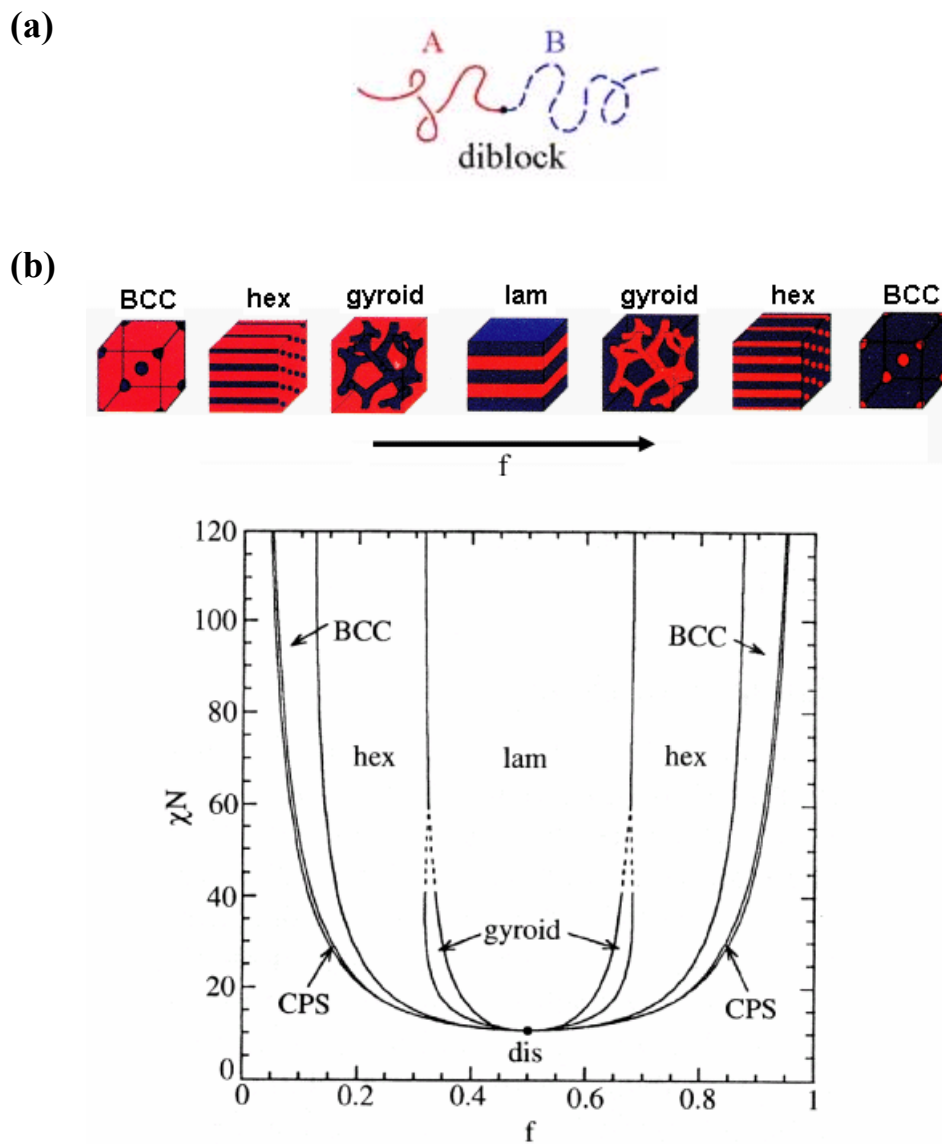 (a)
A B
diblock
(b)
BCC hex gyroid lam gyroid hex BCC
f
120
100
BCC BCC
80
hex lam hex
χN
60
40
gyroid
20
CPS CPS
dis
0
0 0.2 0.4 0.6 0.8 1
f